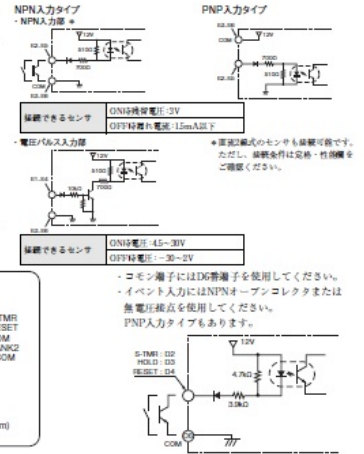 NPN入力タイプ
・NPN入力部 *
12V
510Ω
700Ω
接続できるセンサ
ON時残留電圧:3V
OFF時漏れ電流:1.5mA以下
PNP入力タイプ
12V
COM
700Ω
510Ω
・電圧パルス入力部
12V
510Ω
10kΩ
700Ω
接続できるセンサ
ON時電圧:4.5〜30V
OFF時電圧:−30〜2V
*直流2線式のセンサも接続可能です。
ただし、接続条件は定格・性能欄を
ご確認ください。
・コモン端子にはD6番端子を使用してください。
・イベント入力にはNPNオープンコレクタまたは
無電圧接点を使用してください。
PNP入力タイプもあります。
TMR
ESET
OM
ANK2
COM
m)
12V
S-TMR : D2
HOLD : D3
RESET : D4
4.7kΩ
3.9kΩ
D6
COM